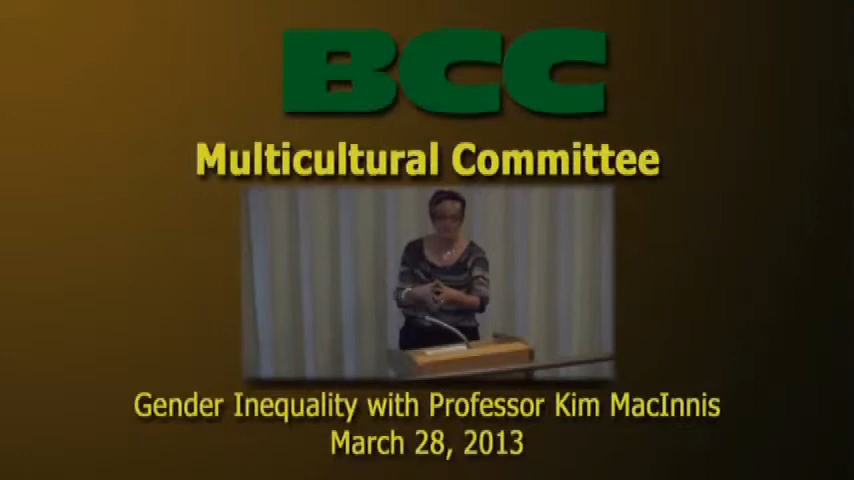 BCC
Multicultural Committee
Gender Inequality with Professor Kim MacInnis
March 28, 2013